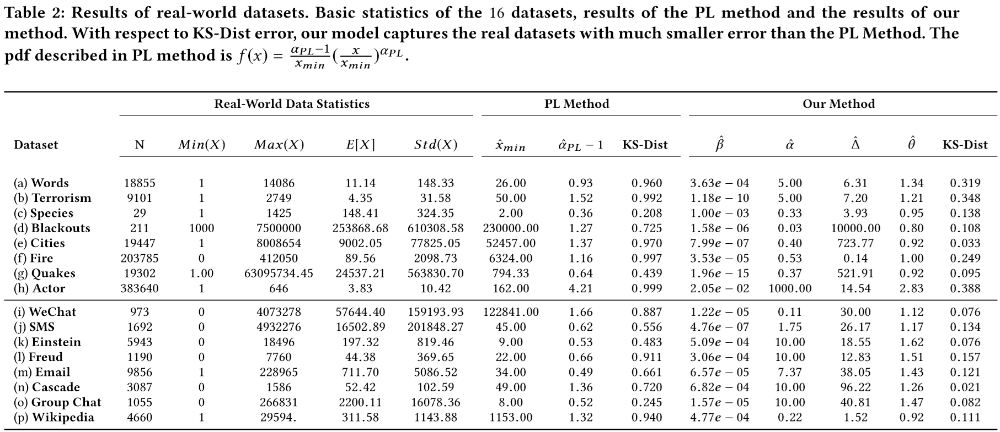 Table 2: Results of real-world datasets. Basic statistics of the 16 datasets, results of the PL method and the results of our
method. With respect to KS-Dist error, our model captures the real datasets with much smaller error than the PL Method. The
pdf described in PL method is f(x) = \frac{α_{PL}−1}{x_{min}}(\frac{x}{x_{min}})^{α_{PL}}.
Real-World Data Statistics PL Method Our Method
Dataset N Min(X) Max(X) E[X] Std(X) x̂_{min} α̂_{PL} − 1 KS-Dist β̂ α̂ Δ̂ θ̂ KS-Dist
(a) Words 18855 1 14086 11.14 148.33 26.00 0.93 0.960 3.63e − 04 5.00 6.31 1.34 0.319
(b) Terrorism 9101 1 2749 4.35 31.58 50.00 1.52 0.992 1.18e − 10 5.00 7.20 1.21 0.348
(c) Species 29 1 1425 148.41 324.35 2.00 0.36 0.208 1.00e − 03 0.33 3.93 0.95 0.138
(d) Blackouts 211 1000 7500000 253868.68 610308.58 230000.00 1.27 0.725 1.58e − 06 0.03 10000.00 0.80 0.108
(e) Cities 19447 1 8008654 9002.05 77825.05 52457.00 1.37 0.970 7.99e − 07 0.40 723.77 0.92 0.033
(f) Fire 203785 0 412050 89.56 2098.73 6324.00 1.16 0.997 3.53e − 05 0.53 0.14 1.00 0.249
(g) Quakes 19302 1.00 63095734.45 24537.21 563830.70 794.33 0.64 0.439 1.96e − 15 0.37 521.91 0.92 0.095
(h) Actor 383640 1 646 3.83 10.42 162.00 4.21 0.999 2.05e − 02 1000.00 14.54 2.83 0.388
(i) WeChat 973 0 4073278 57644.40 159193.93 122841.00 1.66 0.887 1.22e − 05 0.11 30.00 1.12 0.076
(j) SMS 1692 0 4932276 16502.89 201848.27 45.00 0.62 0.556 4.76e − 07 1.75 26.17 1.17 0.134
(k) Einstein 5943 0 18496 197.32 819.46 9.00 0.53 0.483 5.09e − 04 10.00 18.55 1.62 0.076
(l) Freud 1190 0 7760 44.38 369.65 22.00 0.66 0.911 3.06e − 04 10.00 12.83 1.51 0.157
(m) Email 9856 1 228965 711.70 5086.52 34.00 0.49 0.661 6.57e − 05 7.37 38.05 1.43 0.121
(n) Cascade 3087 0 1586 52.42 102.59 49.00 1.36 0.720 6.82e − 04 10.00 96.22 1.26 0.021
(o) Group Chat 1055 0 266831 2200.11 16078.36 8.00 0.52 0.245 1.57e − 05 10.00 40.81 1.47 0.082
(p) Wikipedia 4660 1 29594. 311.58 1143.88 1153.00 1.32 0.940 4.77e − 04 0.22 1.52 0.92 0.111